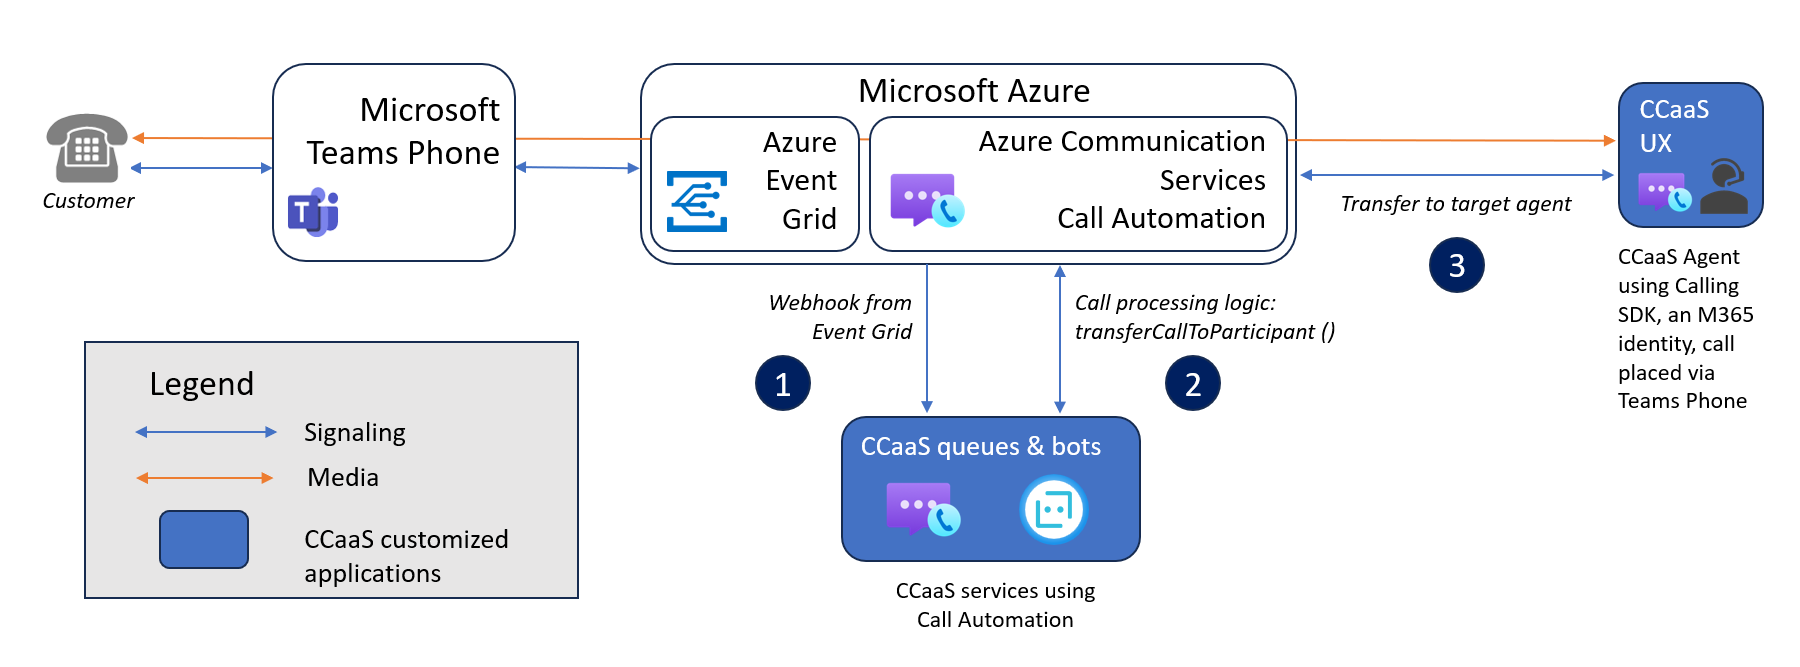 Microsoft
Teams Phone
T
Customer
Microsoft Azure
Azure
Event
Grid
Azure Communication
Services
Call Automation
CCaaS
UX
Transfer to target agent
3
CCaaS Agent
using Calling
SDK, an M365
identity, call
placed via
Teams Phone
Webhook from
Event Grid
1
Call processing logic:
transferCallToParticipant ()
2
CCaaS queues & bots
CCaaS services using
Call Automation
Legend
Signaling
Media
CCaaS customized
applications